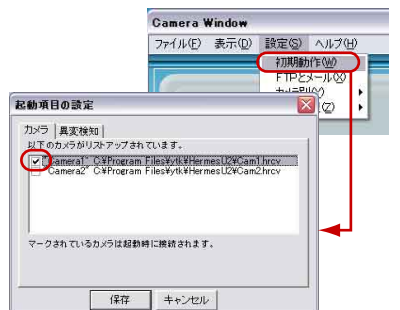 Camera Window
ファイル(F) 表示(D) 設定(S) ヘルプ(H)
初期動作(W)
FTPとメール(X)
(Z)
起動項目の設定
カメラ 異変検知
以下のカメラがリストアップされています。
"Camera1" C¥Program Files¥ytk¥HermesU2¥Cam1.hrcv
"Camera2" C¥Program Files¥ytk¥HermesU2¥Cam2.hrcv
マークされているカメラは起動時に接続されます。
保存 キャンセル